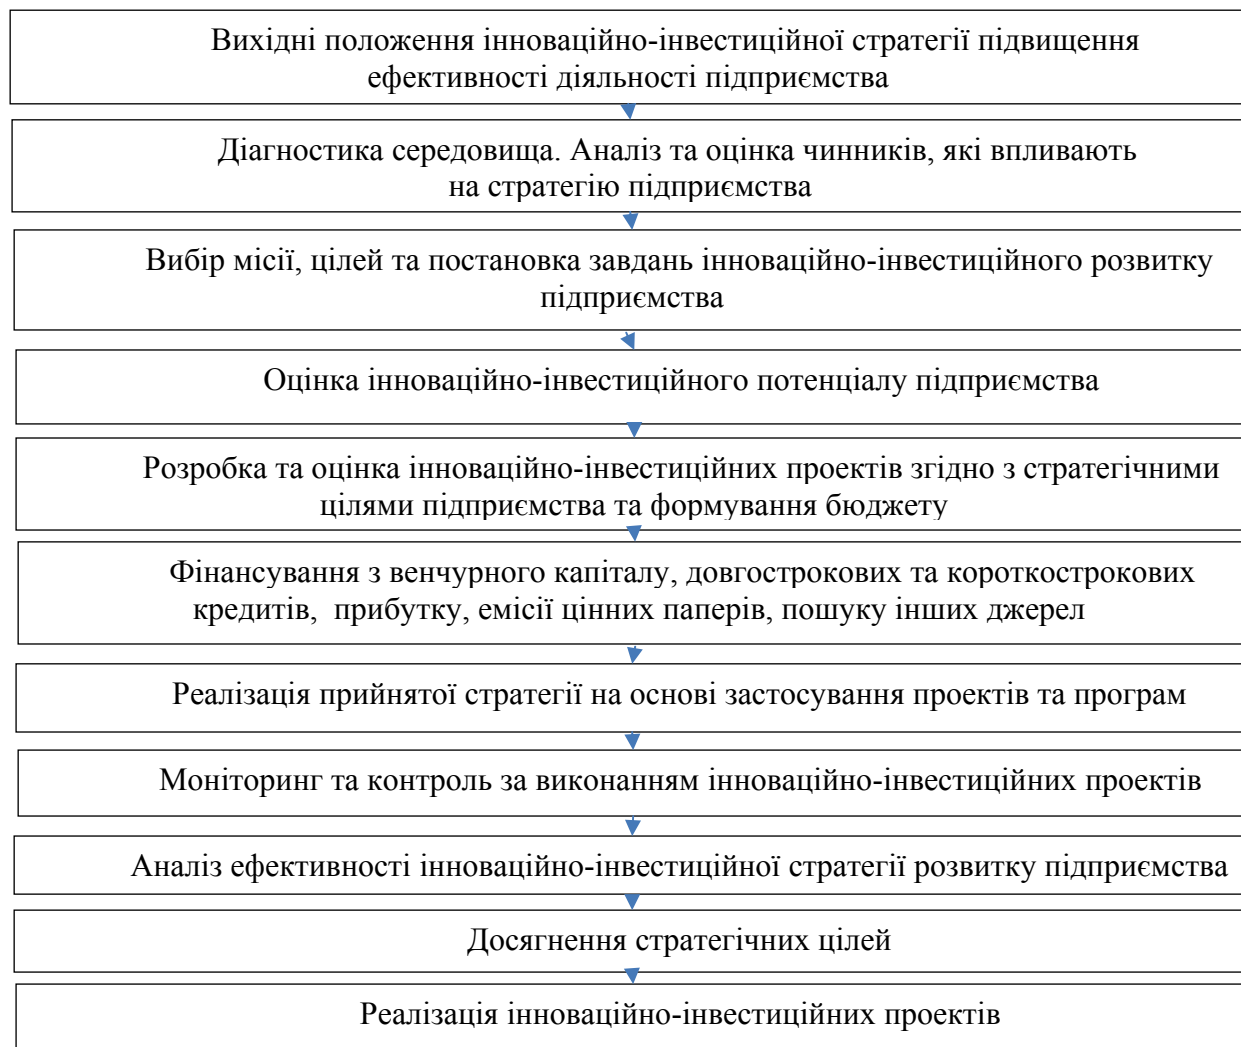 Вихідні положення інноваційно-інвестиційної стратегії підвищення
ефективності діяльності підприємства
Діагностика середовища. Аналіз та оцінка чинників, які впливають
на стратегію підприємства
Вибір місії, цілей та постановка завдань інноваційно-інвестиційного розвитку
підприємства
Оцінка інноваційно-інвестиційного потенціалу підприємства
Розробка та оцінка інноваційно-інвестиційних проектів згідно з стратегічними
цілями підприємства та формування бюджету
Фінансування з венчурного капіталу, довгострокових та короткострокових
кредитів, прибутку, емісії цінних паперів, пошуку інших джерел
Реалізація прийнятої стратегії на основі застосування проектів та програм
Моніторинг та контроль за виконанням інноваційно-інвестиційних проектів
Аналіз ефективності інноваційно-інвестиційної стратегії розвитку підприємства
Досягнення стратегічних цілей
Реалізація інноваційно-інвестиційних проектів